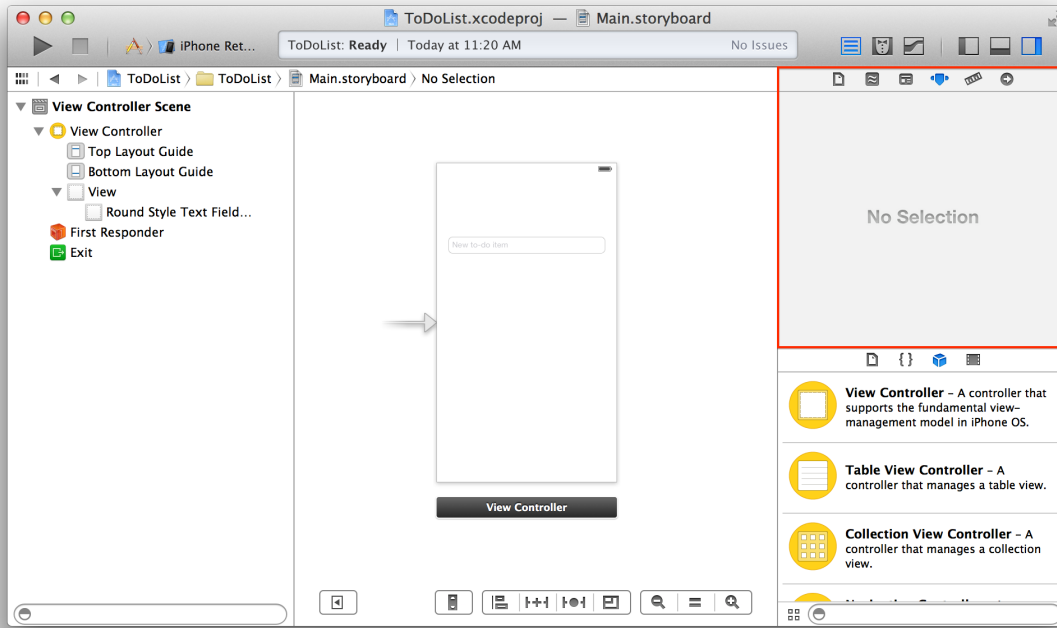 ToDoList.xcodeproj — Main.storyboard
iPhone Ret...
ToDoList: Ready | Today at 11:20 AM
No Issues
ToDoList
ToDoList
Main.storyboard
No Selection
View Controller Scene
View Controller
Top Layout Guide
Bottom Layout Guide
View
Round Style Text Field...
First Responder
Exit
New to-do item
View Controller
No Selection
{ }
View Controller – A controller that
supports the fundamental view-
management model in iPhone OS.
Table View Controller – A
controller that manages a table view.
Collection View Controller – A
controller that manages a collection
view.